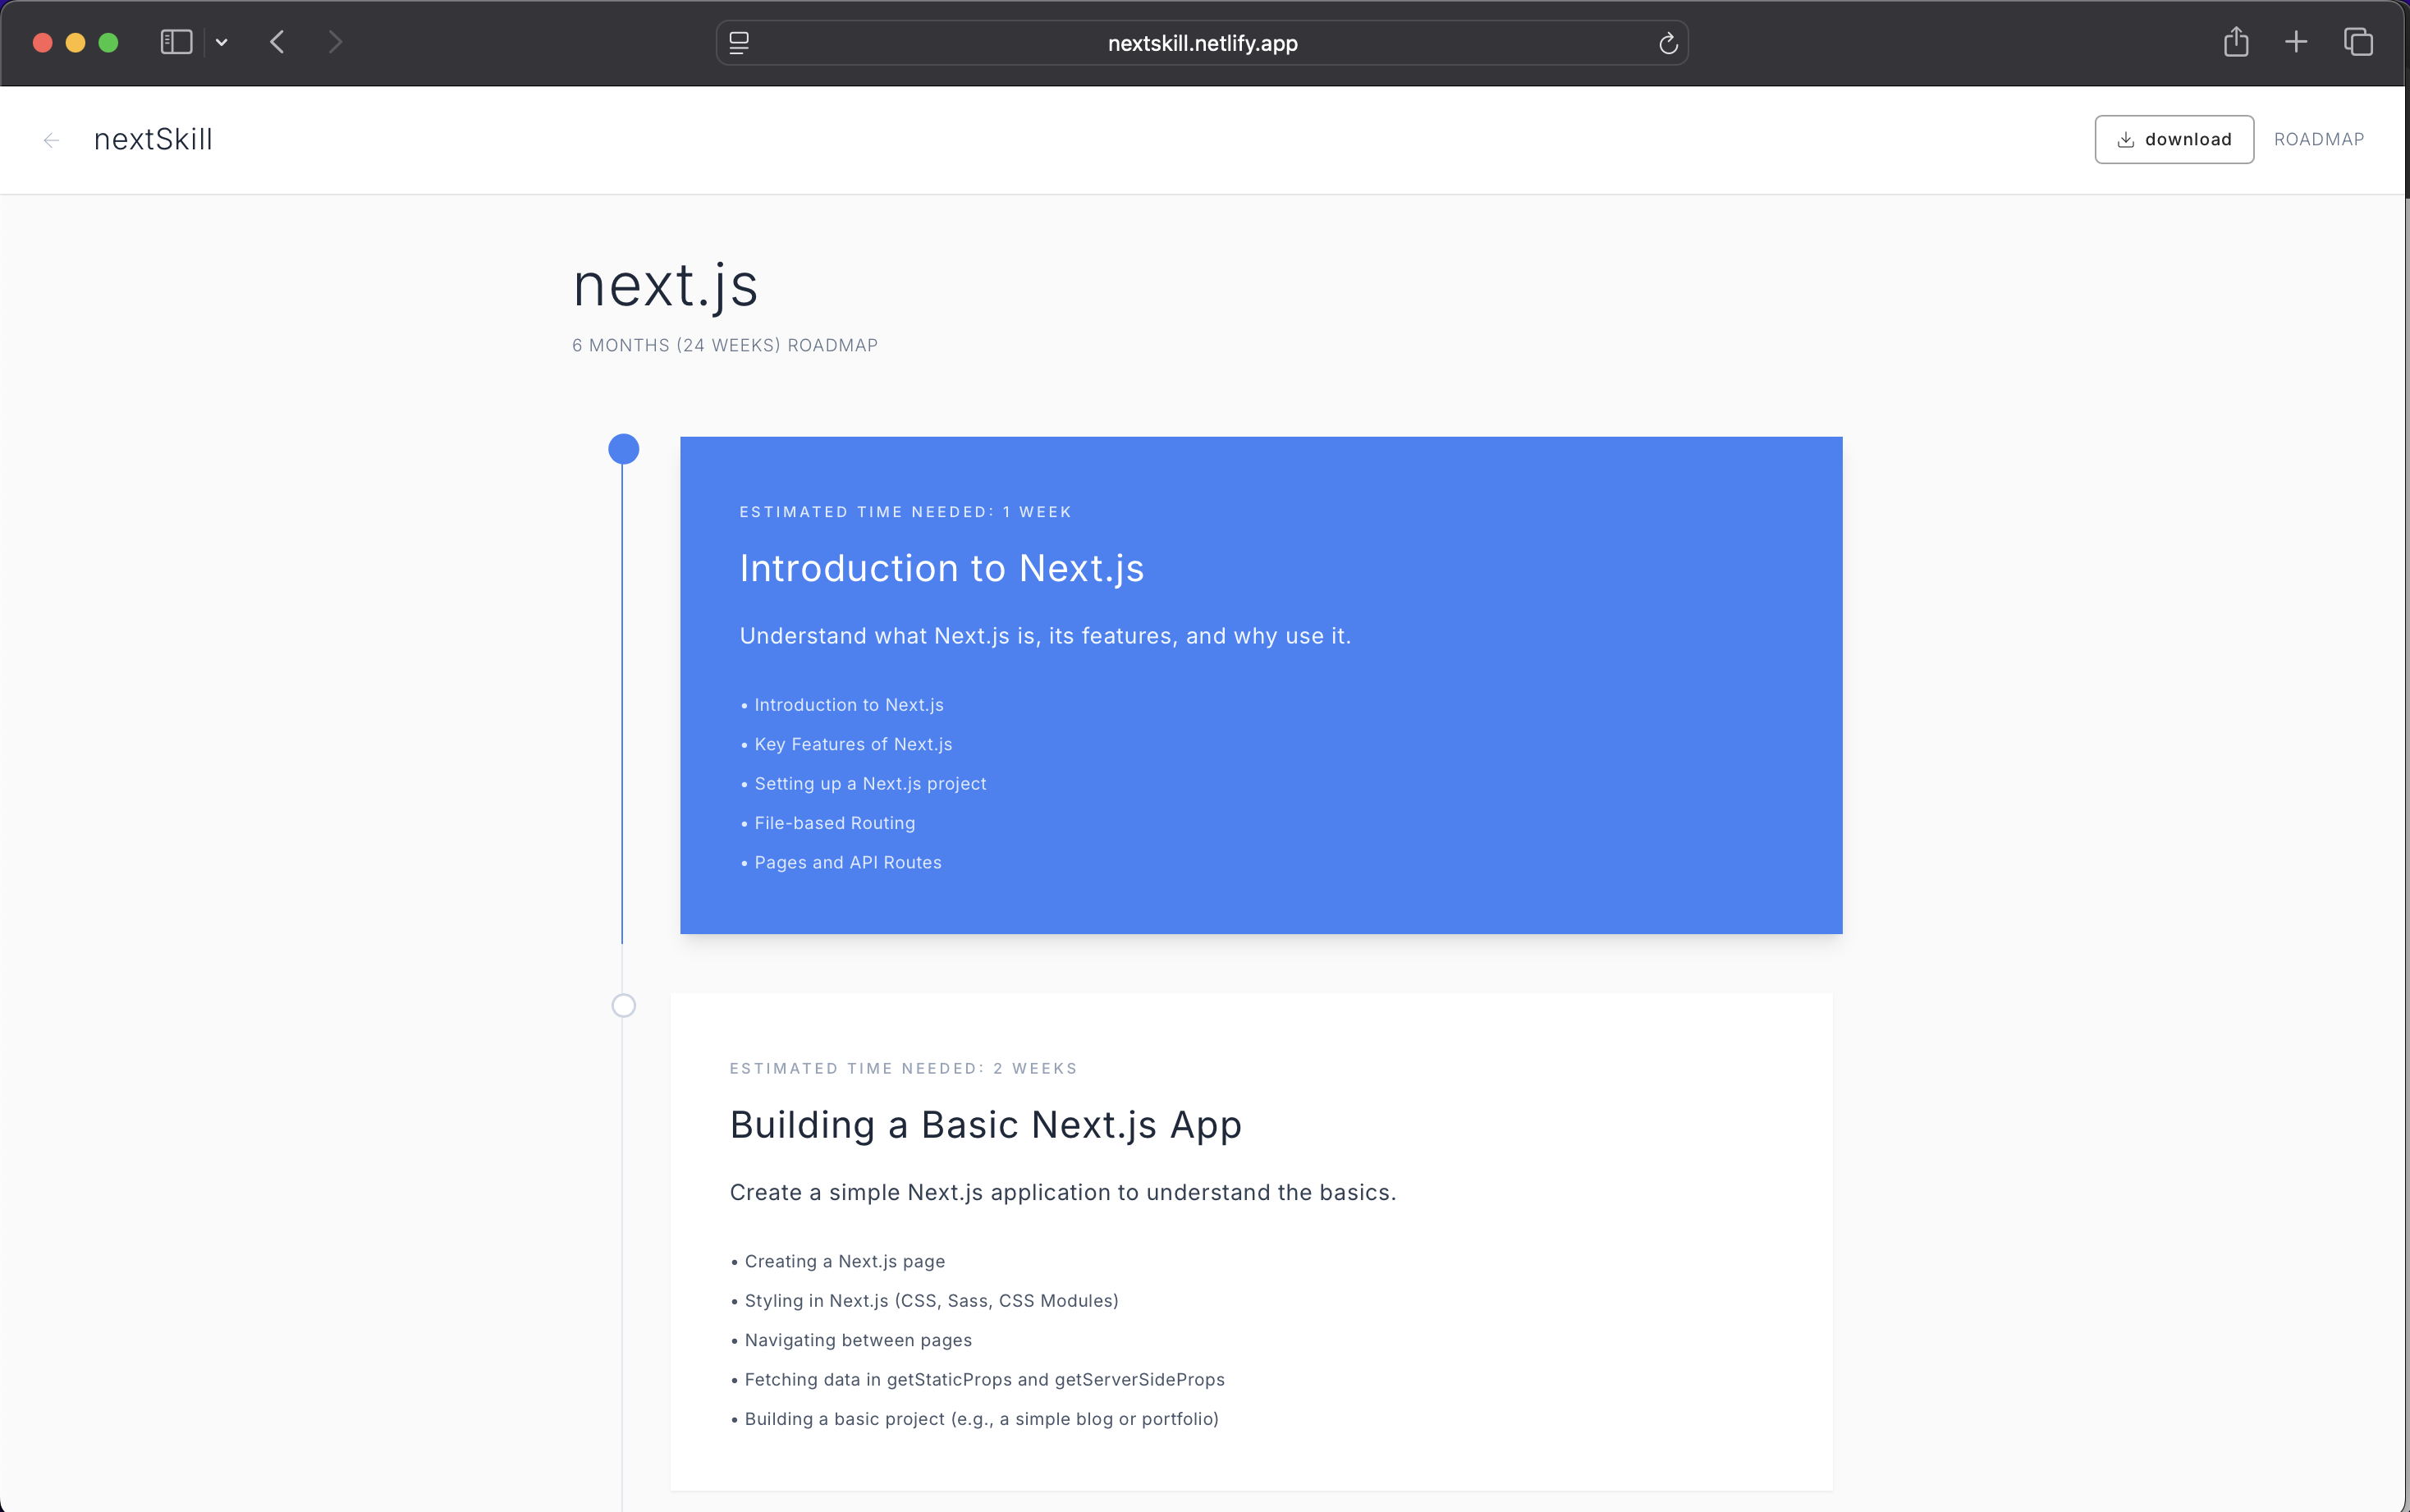 nextskill.netlify.app
nextSkill
download
ROADMAP
next.js
6 MONTHS (24 WEEKS) ROADMAP
ESTIMATED TIME NEEDED: 1 WEEK
Introduction to Next.js
Understand what Next.js is, its features, and why use it.
• Introduction to Next.js
• Key Features of Next.js
• Setting up a Next.js project
• File-based Routing
• Pages and API Routes
ESTIMATED TIME NEEDED: 2 WEEKS
Building a Basic Next.js App
Create a simple Next.js application to understand the basics.
• Creating a Next.js page
• Styling in Next.js (CSS, Sass, CSS Modules)
• Navigating between pages
• Fetching data in getStaticProps and getServerSideProps
• Building a basic project (e.g., a simple blog or portfolio)